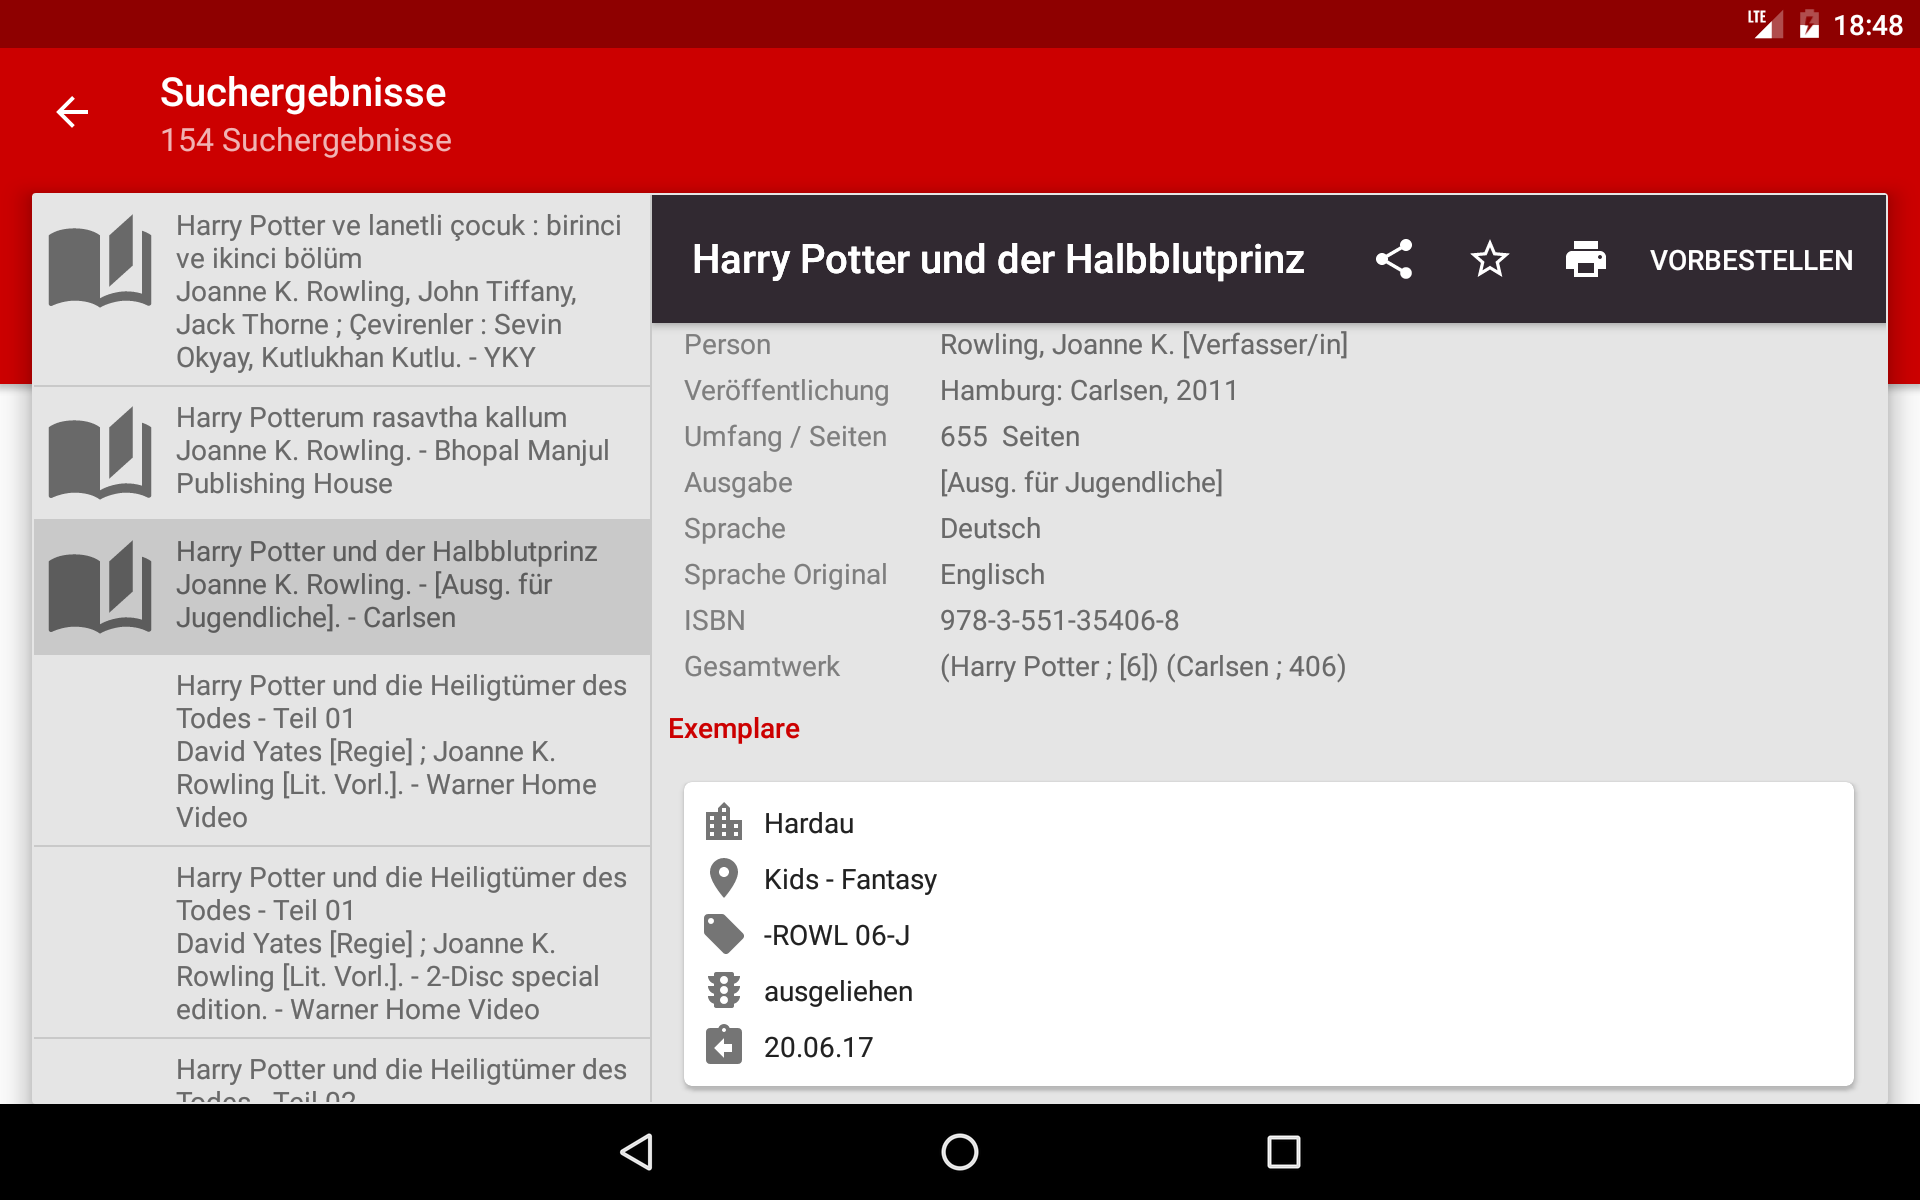 LTE
18:48
Suchergebnisse
154 Suchergebnisse
Harry Potter ve lanetli çocuk : birinci
ve ikinci bölüm
Joanne K. Rowling, John Tiffany,
Jack Thorne ; Çevirenler : Sevin
Okyay, Kutlukhan Kutlu. - YKY
Harry Potterum rasavtha kallum
Joanne K. Rowling. - Bhopal Manjul
Publishing House
Harry Potter und der Halbblutprinz
Joanne K. Rowling. - [Ausg. für
Jugendliche]. - Carlsen
Harry Potter und die Heiligtümer des
Todes - Teil 01
David Yates [Regie] ; Joanne K.
Rowling [Lit. Vorl.]. - Warner Home
Video
Harry Potter und die Heiligtümer des
Todes - Teil 01
David Yates [Regie] ; Joanne K.
Rowling [Lit. Vorl.]. - 2-Disc special
edition. - Warner Home Video
Harry Potter und die Heiligtümer des
Todes - Teil 02
Harry Potter und der Halbblutprinz
VORBESTELLEN
Person Rowling, Joanne K. [Verfasser/in]
Veröffentlichung Hamburg: Carlsen, 2011
Umfang / Seiten 655 Seiten
Ausgabe [Ausg. für Jugendliche]
Sprache Deutsch
Sprache Original Englisch
ISBN 978-3-551-35406-8
Gesamtwerk (Harry Potter ; [6]) (Carlsen ; 406)
Exemplare
Hardau
Kids - Fantasy
-ROWL 06-J
ausgeliehen
20.06.17